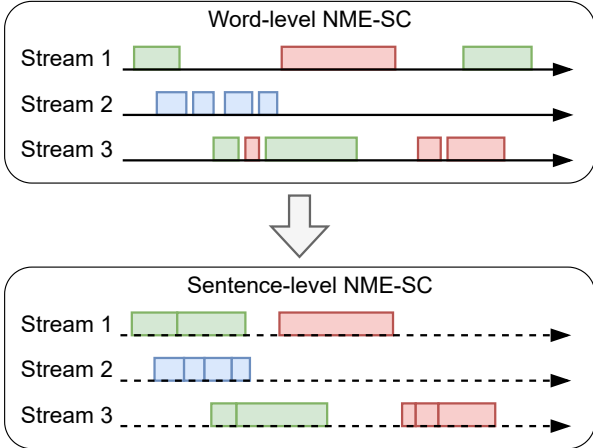 Word-level NME-SC
Stream 1
Stream 2
Stream 3
Sentence-level NME-SC
Stream 1
Stream 2
Stream 3